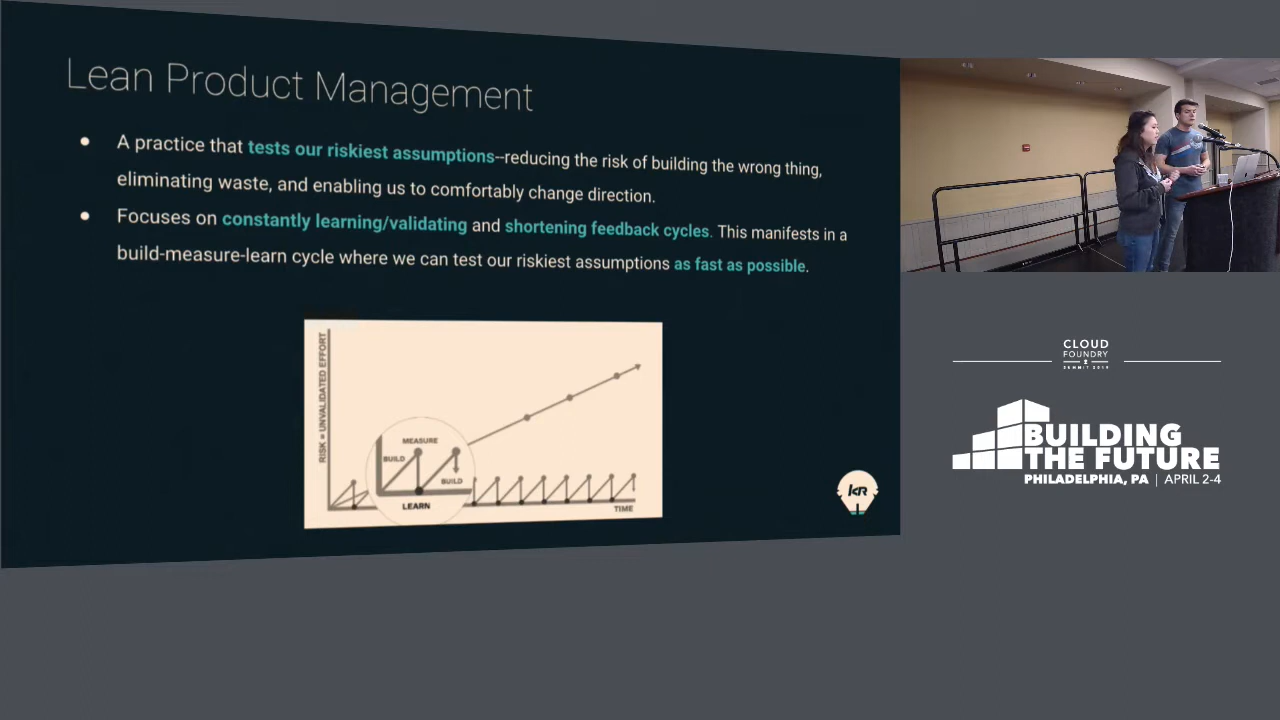 Lean Product Management
● A practice that tests our riskiest assumptions--reducing the risk of building the wrong thing,
eliminating waste, and enabling us to comfortably change direction.
● Focuses on constantly learning/validating and shortening feedback cycles. This manifests in a
build-measure-learn cycle where we can test our riskiest assumptions as fast as possible.
RISK = UNVALIDATED EFFORT
MEASURE
BUILD
BUILD
LEARN
TIME
kr
CLOUD
FOUNDRY
SUMMIT 2019
BUILDING
THE FUTURE
PHILADELPHIA, PA | APRIL 2-4